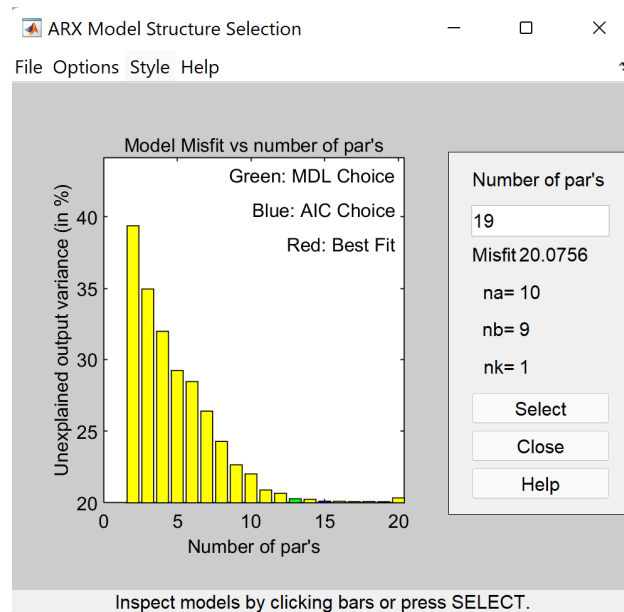 ARX Model Structure Selection
File Options Style Help
Model Misfit vs number of par's
Green: MDL Choice
Blue: AIC Choice
Red: Best Fit
Unexplained output variance (in %)
40
35
30
25
20
0 5 10 15 20
Number of par's
Number of par's
19
Misfit 20.0756
na= 10
nb= 9
nk= 1
Select
Close
Help
Inspect models by clicking bars or press SELECT.